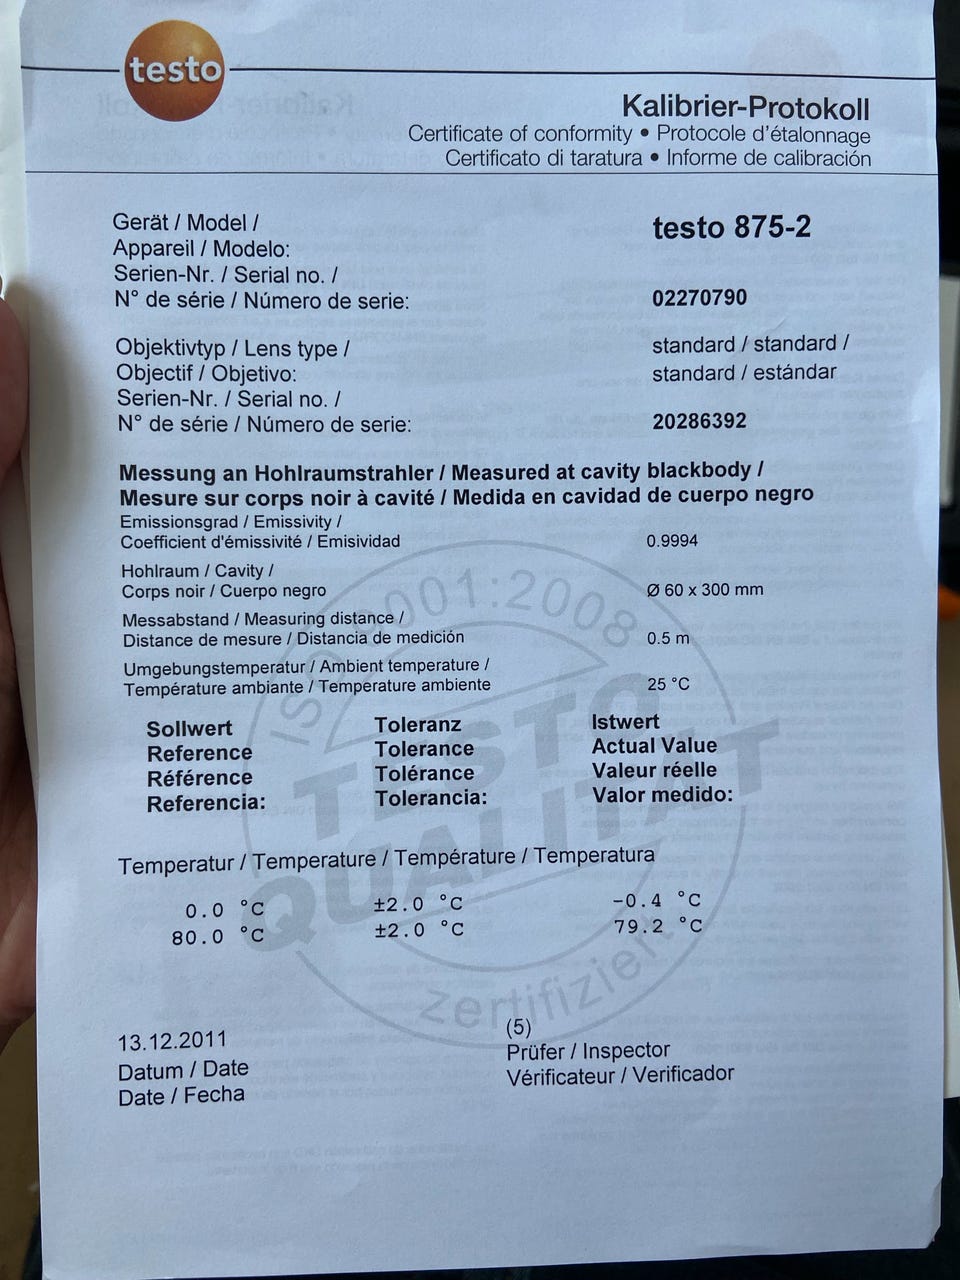 testo
Kalibrier-Protokoll
Certificate of conformity • Protocole d'étalonnage
Certificato di taratura • Informe de calibración
Gerät / Model /
Appareil / Modelo:
testo 875-2
Serien-Nr. / Serial no. /
N° de série / Número de serie:
02270790
Objektivtyp / Lens type /
Objectif / Objetivo:
standard / standard /
standard / estándar
Serien-Nr. / Serial no. /
N° de série / Número de serie:
20286392
Messung an Hohlraumstrahler / Measured at cavity blackbody /
Mesure sur corps noir à cavité / Medida en cavidad de cuerpo negro
Emissionsgrad / Emissivity /
Coefficient d'émissivité / Emisividad
0.9994
Hohlraum / Cavity /
Corps noir / Cuerpo negro
Ø 60 x 300 mm
Messabstand / Measuring distance /
Distance de mesure / Distancia de medición
0.5 m
Umgebungstemperatur / Ambient temperature /
Température ambiante / Temperature ambiente
25 °C
Sollwert Toleranz Istwert
Reference Tolerance Actual Value
Référence Tolérance Valeur réelle
Referencia: Tolerancia: Valor medido:
Temperatur / Temperature / Température / Temperatura
0.0 °C ±2.0 °C -0.4 °C
80.0 °C ±2.0 °C 79.2 °C
ISO 9001:2008
TESTO
QUALITÄT
zertifiziert
13.12.2011
Datum / Date
Date / Fecha
(5)
Prüfer / Inspector
Vérificateur / Verificador